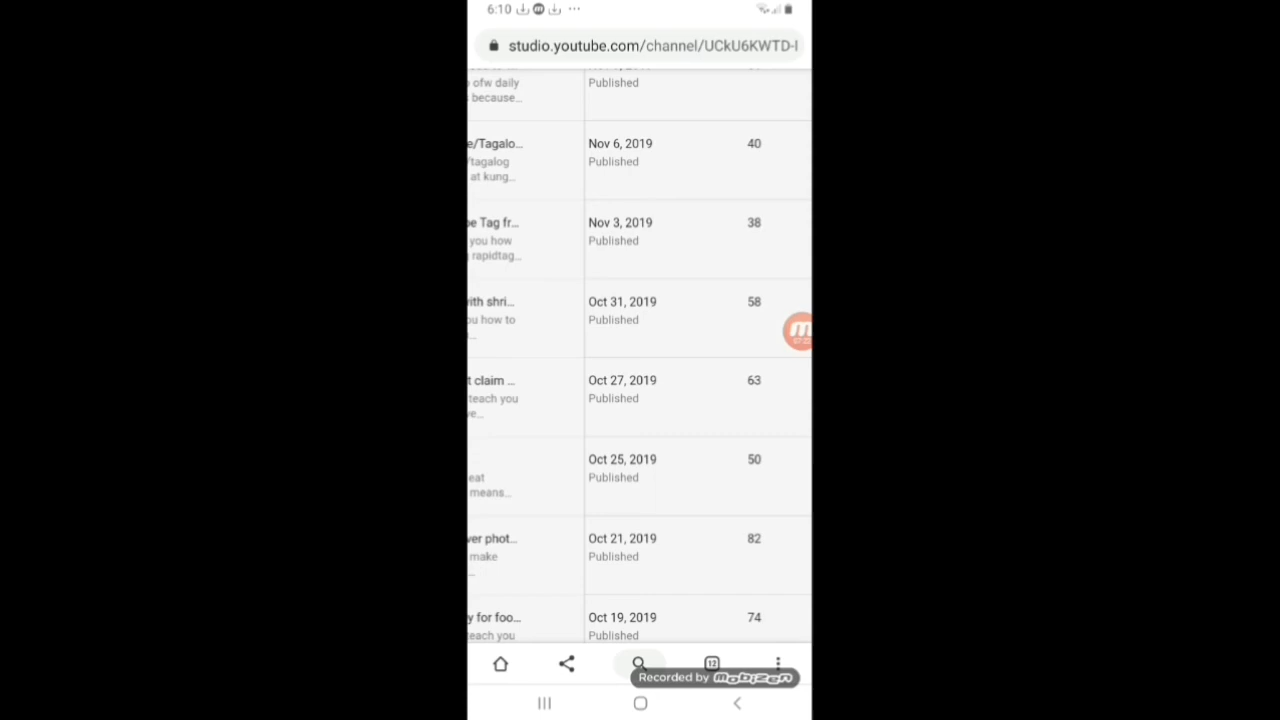 6:10
studio.youtube.com/channel/UCkU6KWTD-I
ofw daily
Published
because...
e/Tagalo...
Nov 6, 2019
40
/tagalog
Published
at kung...
be Tag fr...
Nov 3, 2019
38
you how
Published
rapidtag...
with shri...
Oct 31, 2019
58
ou how to
Published
...
t claim ...
Oct 27, 2019
63
teach you
Published
ve...
Oct 25, 2019
50
eat
Published
means...
ver phot...
Oct 21, 2019
82
make
Published
...
y for foo...
Oct 19, 2019
74
teach you
Published
12
Recorded by mobizen